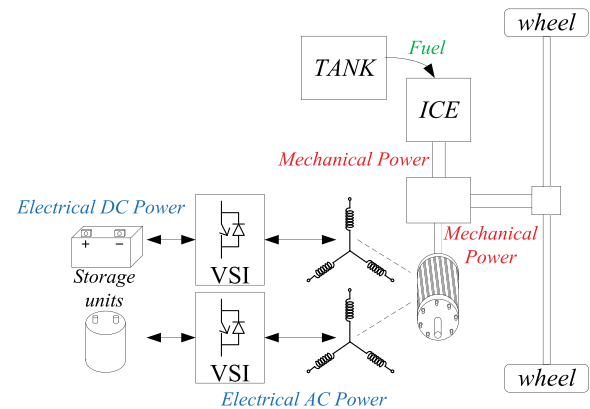 wheel
Fuel
TANK
ICE
Mechanical Power
Electrical DC Power
Mechanical
Power
+ −
VSI
Storage
units
VSI
Electrical AC Power
wheel